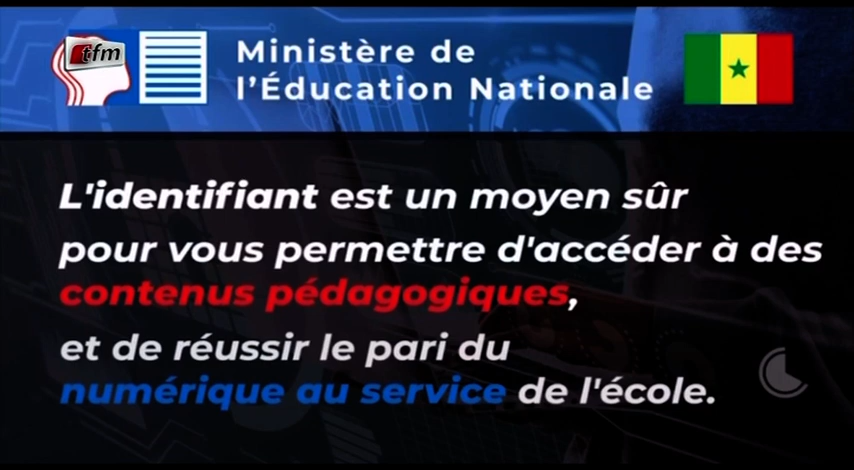 tfm
Ministère de
l'Éducation Nationale
L'identifiant est un moyen sûr
pour vous permettre d'accéder à des
contenus pédagogiques,
et de réussir le pari du
numérique au service de l'école.